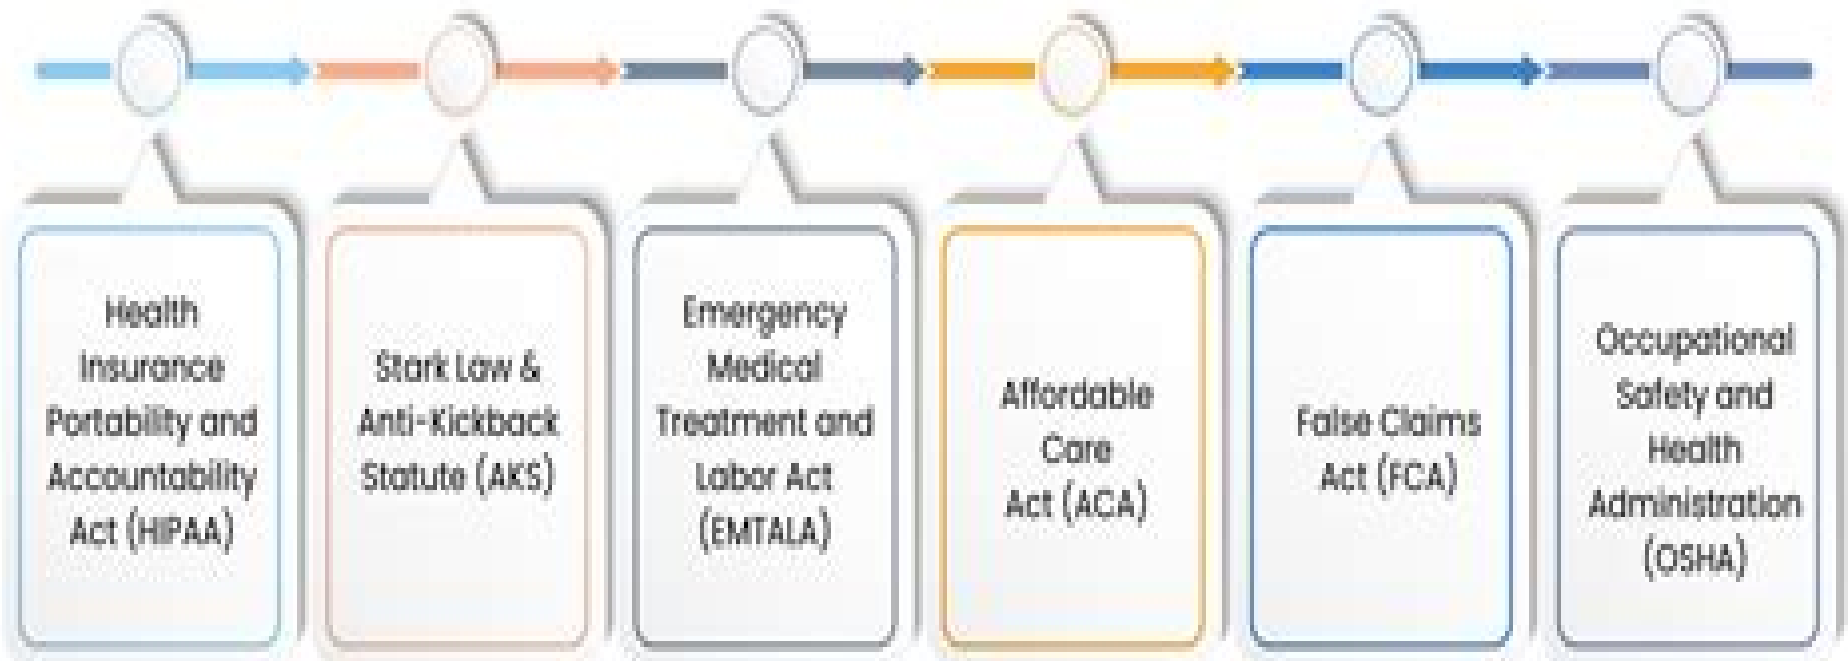 Health
Insurance
Portability and
Accountability
Act (HIPAA)
Stark Law &
Anti-Kickback
Statute (AKS)
Emergency
Medical
Treatment and
Labor Act
(EMTALA)
Affordable
Care
Act (ACA)
False Claims
Act (FCA)
Occupational
Safety and
Health
Administration
(OSHA)